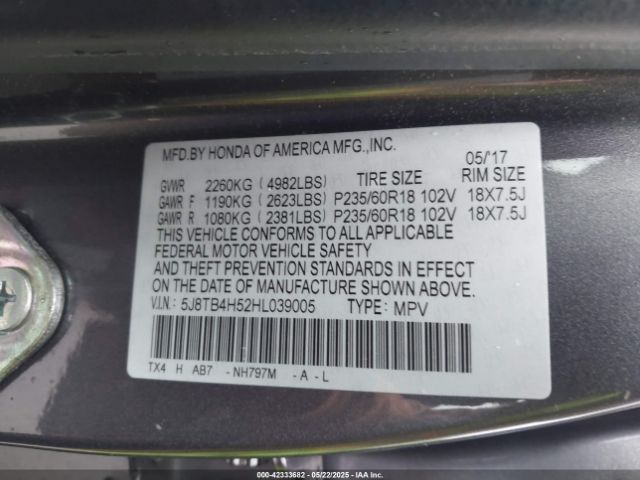 MFD.BY HONDA OF AMERICA MFG.,INC. 05/'17
GVWR 2260KG (4982LBS) TIRE SIZE RIM SIZE
GAWR F 1190KG (2623LBS) P235/60R18 102V 18X7.5J
GAWR R 1080KG (2381LBS) P235/60R18 102V 18X7.5J
THIS VEHICLE CONFORMS TO ALL APPLICABLE
FEDERAL MOTOR VEHICLE SAFETY
AND THEFT PREVENTION STANDARDS IN EFFECT
ON THE DATE OF MANUFACTURE SHOWN ABOVE.
V.I.N.: 5J8TB4H52HL039005 TYPE: MPV
TX4 H AB7 -NH797M -A-L
000-42333682 - 05/22/2025 - IAAI.com